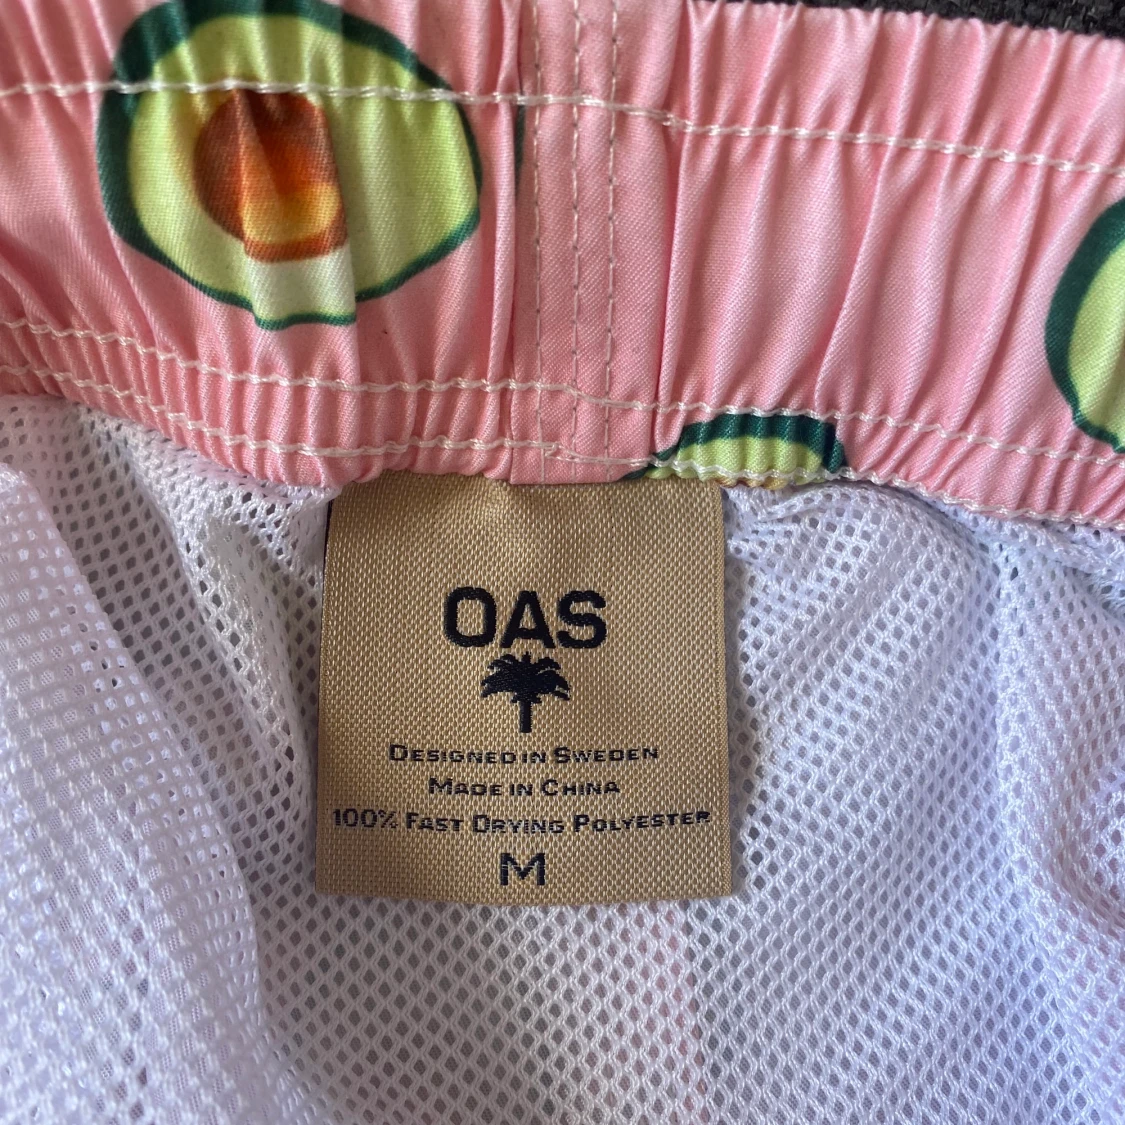 OAS
DESIGNED IN SWEDEN
MADE IN CHINA
100% FAST DRYING POLYESTER
M